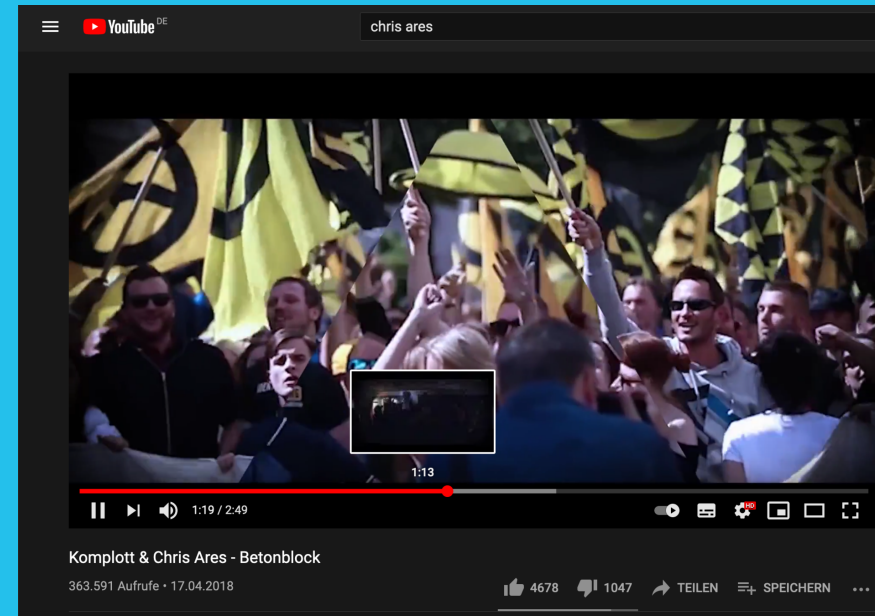 YouTube DE
chris ares
1:13
1:19 / 2:49
HD
Komplott & Chris Ares - Betonblock
363.591 Aufrufe • 17.04.2018
4678 1047 TEILEN SPEICHERN